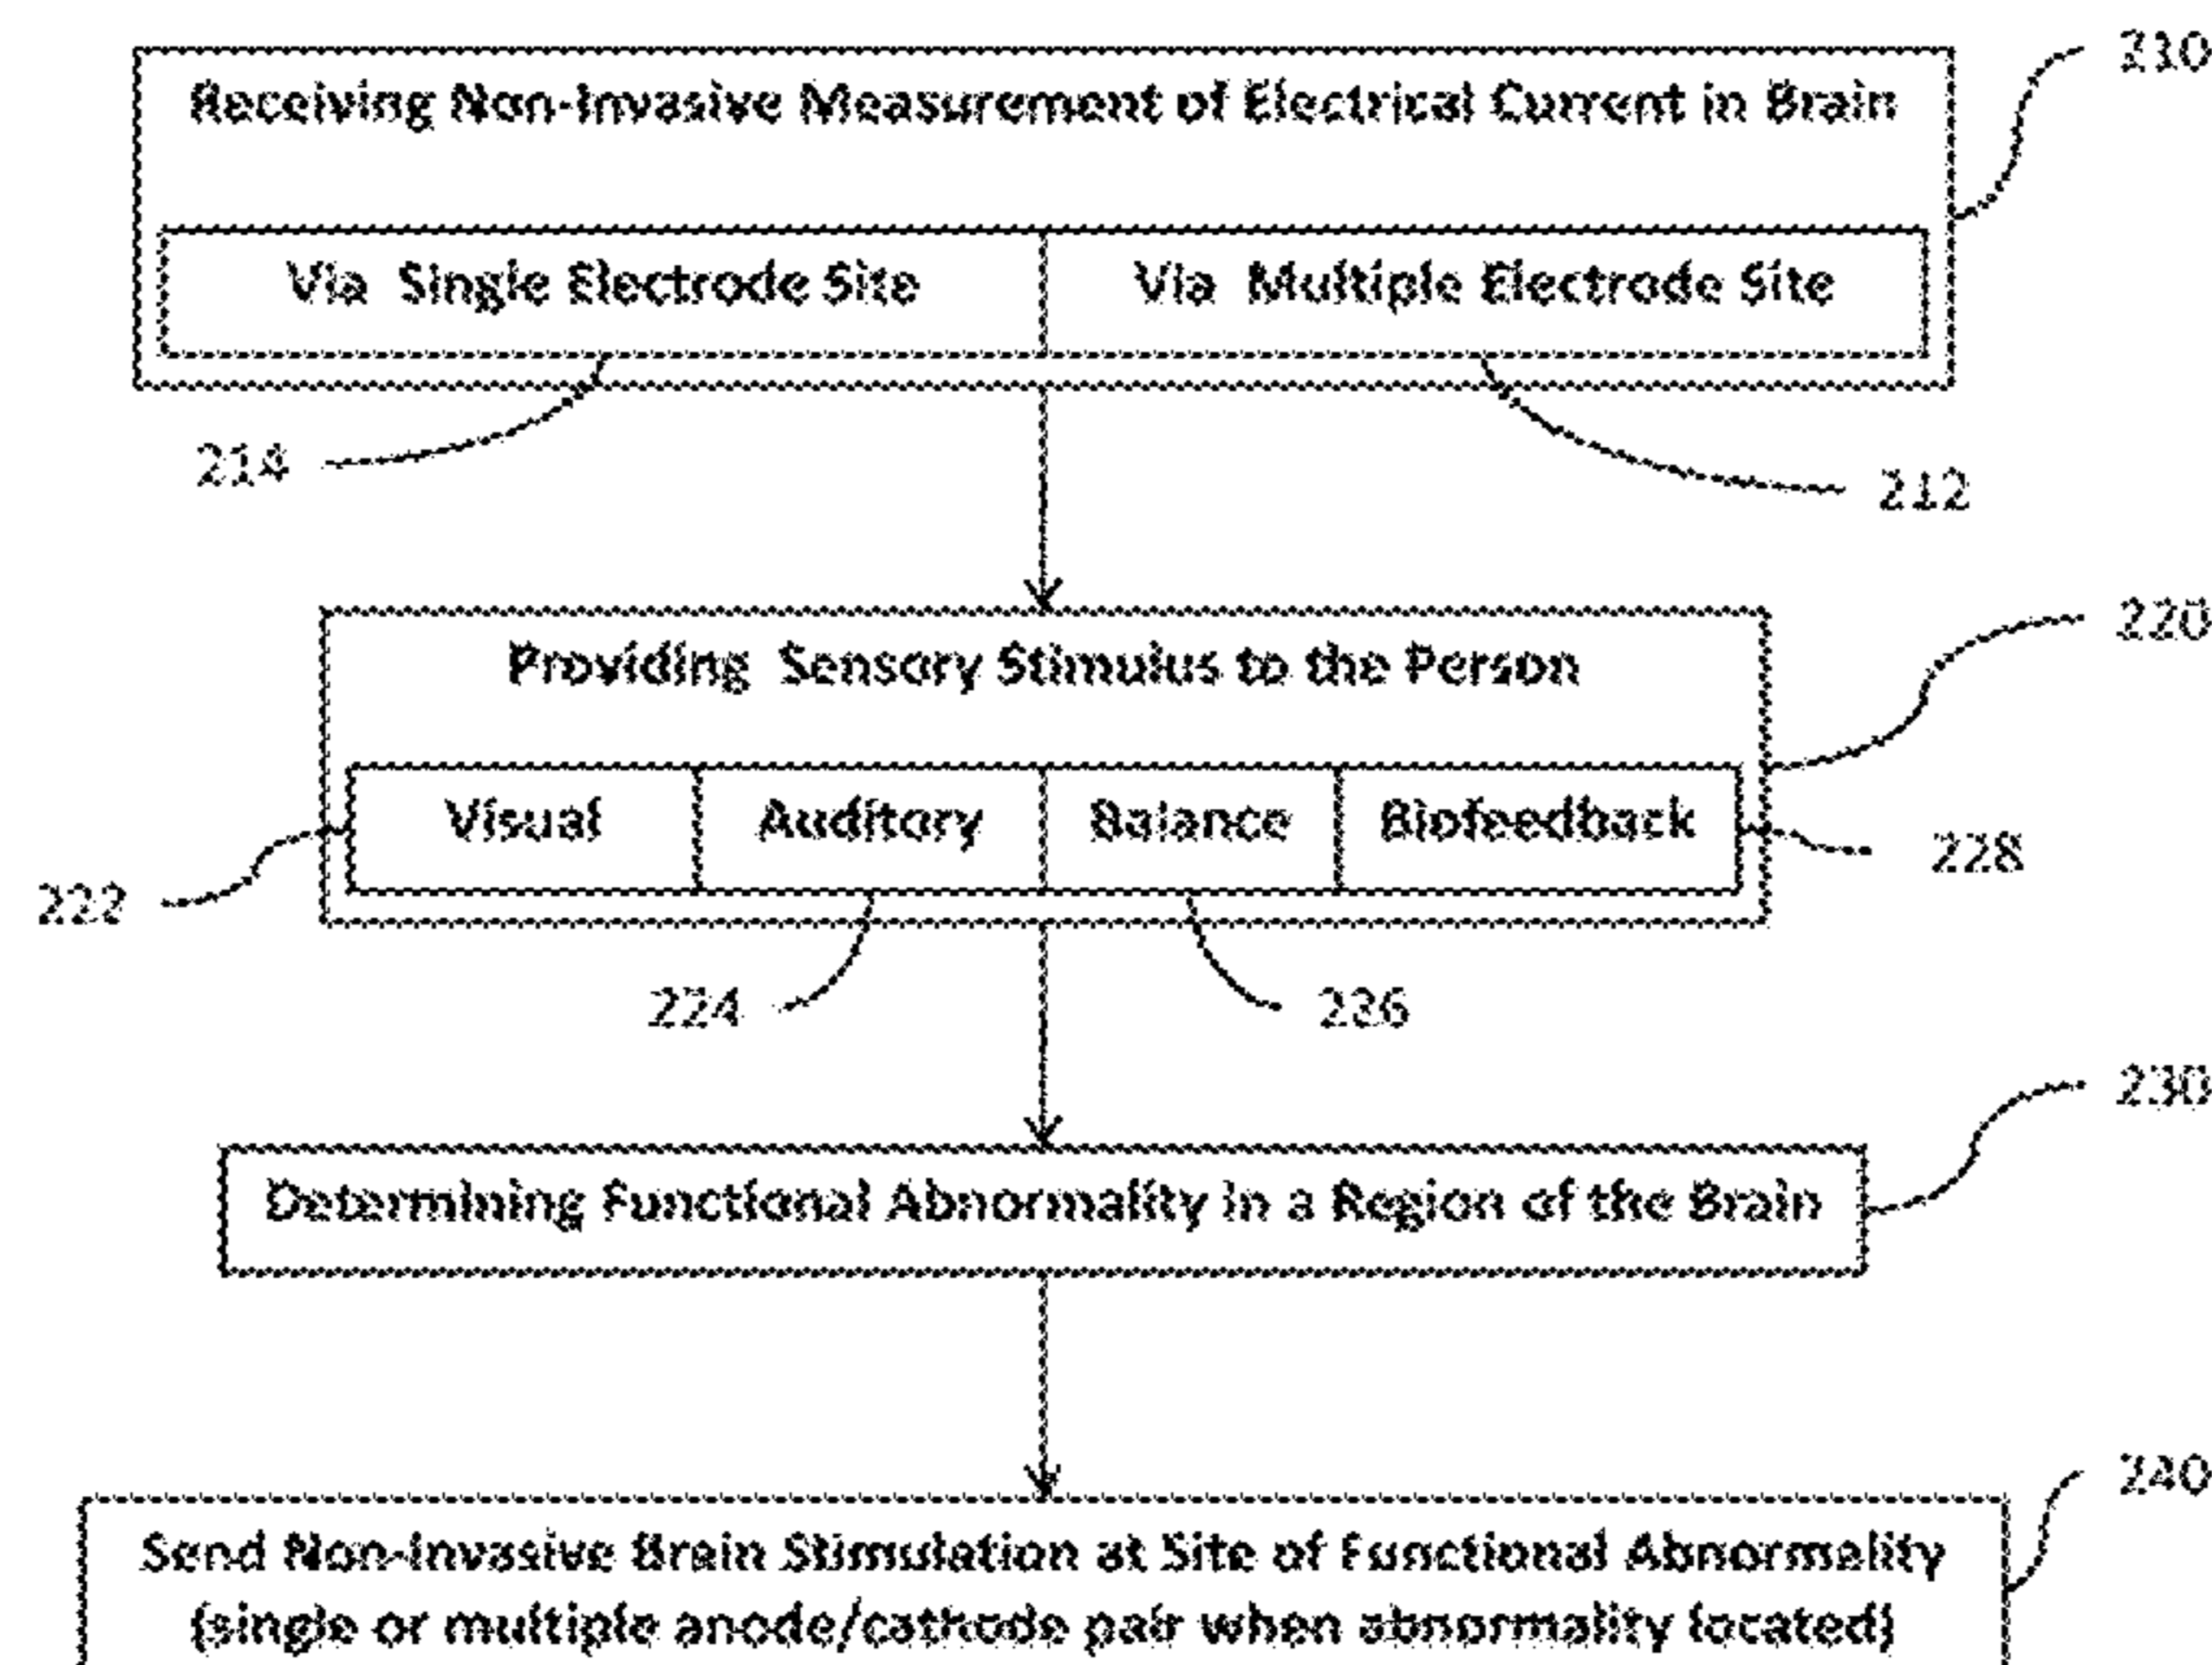 210
Receiving Non-Invasive Measurement of Electrical Current in Brain
Via Single Electrode Site
Via Multiple Electrode Site
214
212
220
Providing Sensory Stimulus to the Person
Visual
Auditory
Balance
Biofeedback
222
228
224
226
230
Determining Functional Abnormality in a Region of the Brain
240
Send Non-Invasive Brain Stimulation at Site of Functional Abnormality
(single or multiple anode/cathode pair when abnormality located)